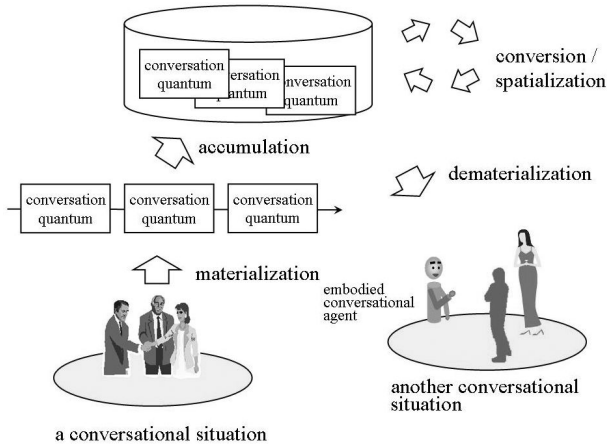 conversation
quantum
conversation
quantum
conversation
quantum
conversion /
spatialization
accumulation
dematerialization
conversation
quantum
conversation
quantum
conversation
quantum
materialization
embodied
conversational
agent
another conversational
situation
a conversational situation